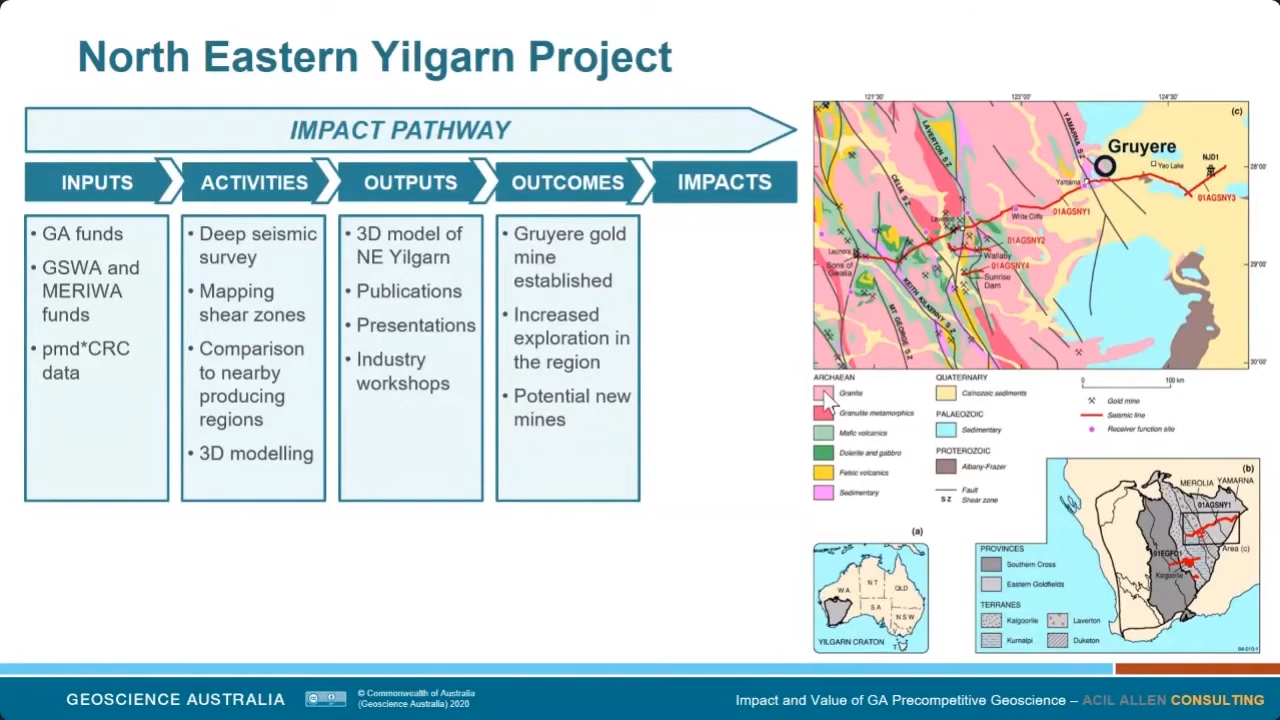 North Eastern Yilgarn Project
IMPACT PATHWAY
INPUTS
ACTIVITIES
OUTPUTS
OUTCOMES
IMPACTS
• GA funds
• GSWA and
MERIWA
funds
• pmd*CRC
data
• Deep seismic
survey
• Mapping
shear zones
• Comparison
to nearby
producing
regions
• 3D modelling
• 3D model of
NE Yilgarn
• Publications
• Presentations
• Industry
workshops
• Gruyere gold
mine
established
• Increased
exploration in
the region
• Potential new
mines
121°30'
123°00'
124°30'
(c)
YAMARNA S Z
LAVERTON S Z
Gruyere
NJD1
Yeo Lake
28°00'
Yamarna
CELIA S Z
01AGSNY3
01AGSNY1
White Cliffs
Laverton
01AGSNY2
Leonora
Wallaby
Sons of
Gwalia
01AGSNY4
29°00'
Sunrise
Dam
KEITH KILKENNY S Z
MT GEORGE S Z
30°00'
ARCHAEAN
Granite
Granulite metamorphics
Mafic volcanics
Dolerite and gabbro
Felsic volcanics
Sedimentary
QUATERNARY
Cainozoic sediments
PALAEOZOIC
Sedimentary
PROTEROZOIC
Albany-Frazer
Fault
S Z Shear zone
0 100 km
Gold mine
Seismic line
Receiver function site
(b)
MEROLIA YAMARNA
01AGSNY1
Area (c)
01EGFC1
Kalgoorlie
PROVINCES
Southern Cross
Eastern Goldfields
TERRANES
Kalgoorlie
Laverton
Kurnalpi
Duketon
04-010-1
(a)
N T
W A
QLD
S A
N S W
T
YILGARN CRATON
GEOSCIENCE AUSTRALIA
© Commonwealth of Australia
(Geoscience Australia) 2020
Impact and Value of GA Precompetitive Geoscience – ACIL ALLEN CONSULTING